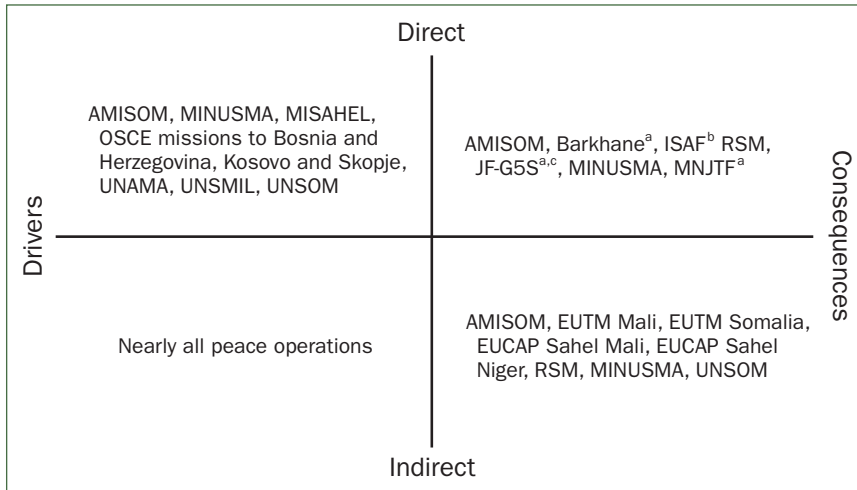 Direct
AMISOM, MINUSMA, MISAHEL,
OSCE missions to Bosnia and
Herzegovina, Kosovo and Skopje,
UNAMA, UNSMIL, UNSOM
AMISOM, Barkhaneᵃ, ISAFᵇ RSM,
JF-G5Sᵃ,ᶜ, MINUSMA, MNJTFᵃ
Drivers
Consequences
Nearly all peace operations
AMISOM, EUTM Mali, EUTM Somalia,
EUCAP Sahel Mali, EUCAP Sahel
Niger, RSM, MINUSMA, UNSOM
Indirect